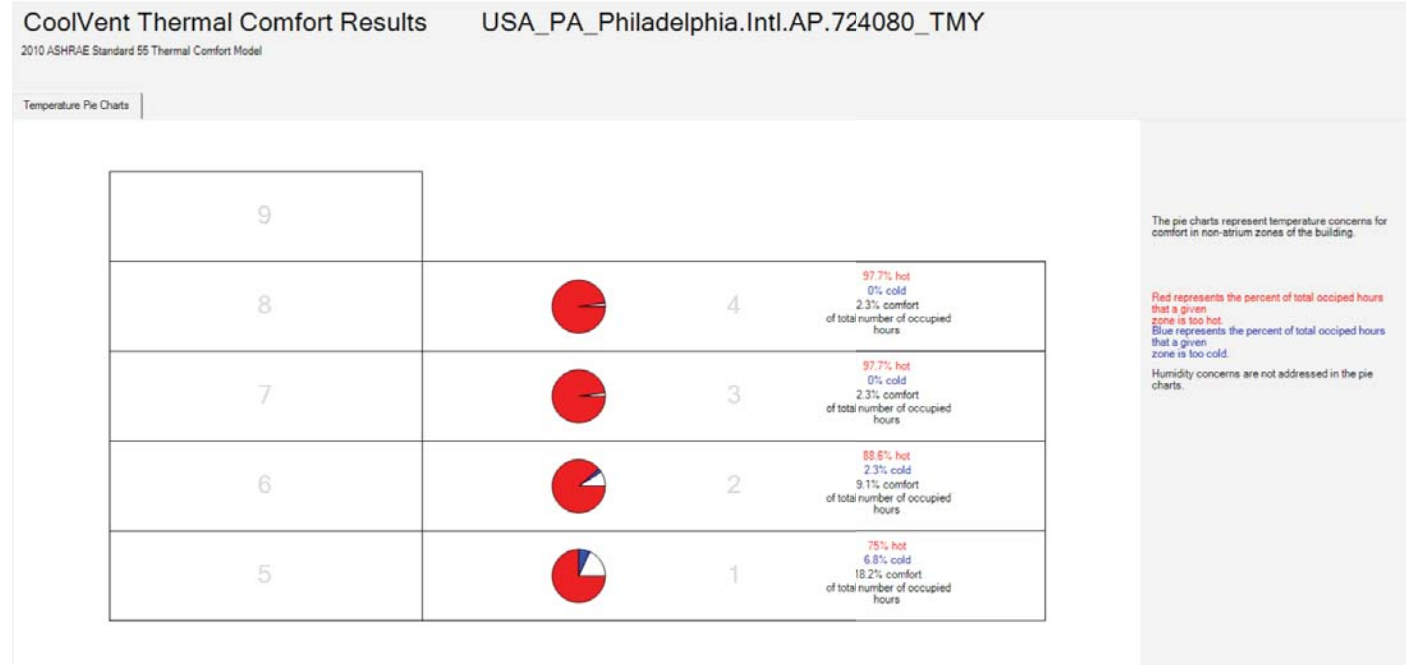 CoolVent Thermal Comfort Results USA_PA_Philadelphia.Intl.AP.724080_TMY
2010 ASHRAE Standard 55 Thermal Comfort Model
Temperature Pie Charts
9
8
4
97.7% hot
0% cold
2.3% comfort
of total number of occupied
hours
7
3
97.7% hot
0% cold
2.3% comfort
of total number of occupied
hours
6
2
88.6% hot
2.3% cold
9.1% comfort
of total number of occupied
hours
5
1
75% hot
6.8% cold
18.2% comfort
of total number of occupied
hours
The pie charts represent temperature concerns for
comfort in non-atrium zones of the building.
Red represents the percent of total occiped hours
that a given
zone is too hot.
Blue represents the percent of total occiped hours
that a given
zone is too cold.
Humidity concerns are not addressed in the pie
charts.